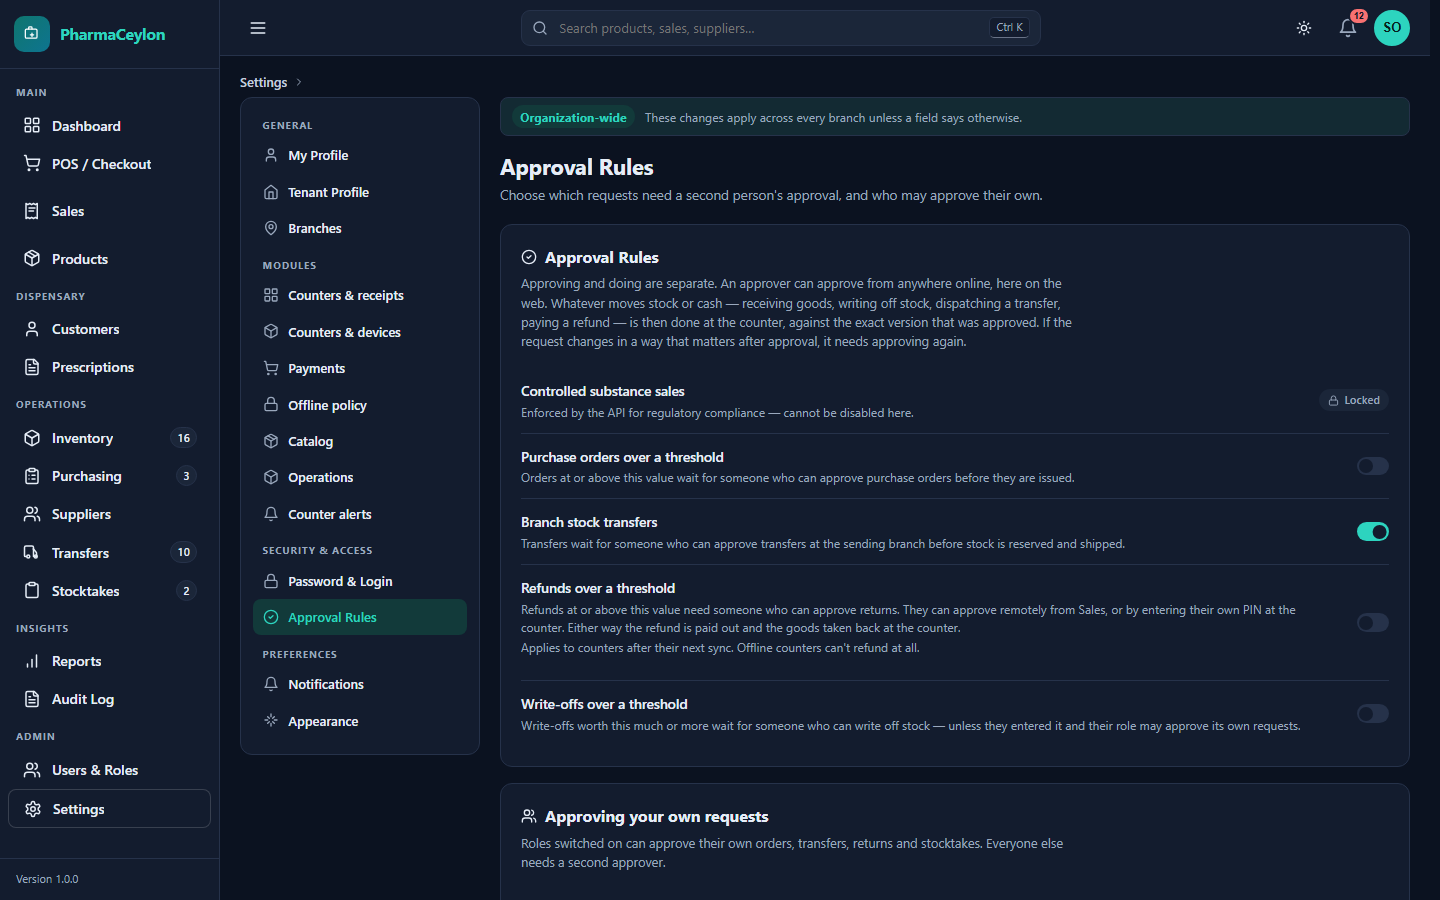 PharmaCeylon
Search products, sales, suppliers...
Ctrl K
12
SO
MAIN
Dashboard
POS / Checkout
Sales
Products
DISPENSARY
Customers
Prescriptions
OPERATIONS
Inventory 16
Purchasing 3
Suppliers
Transfers 10
Stocktakes 2
INSIGHTS
Reports
Audit Log
ADMIN
Users & Roles
Settings
Version 1.0.0
Settings
GENERAL
My Profile
Tenant Profile
Branches
MODULES
Counters & receipts
Counters & devices
Payments
Offline policy
Catalog
Operations
Counter alerts
SECURITY & ACCESS
Password & Login
Approval Rules
PREFERENCES
Notifications
Appearance
Organization-wide These changes apply across every branch unless a field says otherwise.
Approval Rules
Choose which requests need a second person's approval, and who may approve their own.
Approval Rules
Approving and doing are separate. An approver can approve from anywhere online, here on the
web. Whatever moves stock or cash — receiving goods, writing off stock, dispatching a transfer,
paying a refund — is then done at the counter, against the exact version that was approved. If the
request changes in a way that matters after approval, it needs approving again.
Controlled substance sales
Enforced by the API for regulatory compliance — cannot be disabled here.
Locked
Purchase orders over a threshold
Orders at or above this value wait for someone who can approve purchase orders before they are issued.
Branch stock transfers
Transfers wait for someone who can approve transfers at the sending branch before stock is reserved and shipped.
Refunds over a threshold
Refunds at or above this value need someone who can approve returns. They can approve remotely from Sales, or by entering their own PIN at the
counter. Either way the refund is paid out and the goods taken back at the counter.
Applies to counters after their next sync. Offline counters can't refund at all.
Write-offs over a threshold
Write-offs worth this much or more wait for someone who can write off stock — unless they entered it and their role may approve its own requests.
Approving your own requests
Roles switched on can approve their own orders, transfers, returns and stocktakes. Everyone else
needs a second approver.